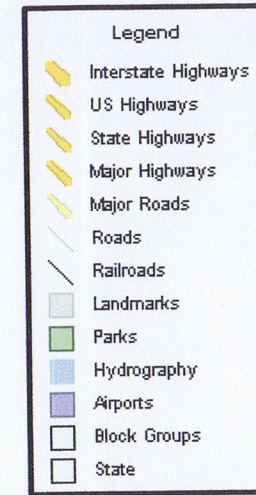 Legend
Interstate Highways
US Highways
State Highways
Major Highways
Major Roads
Roads
Railroads
Landmarks
Parks
Hydrography
Airports
Block Groups
State